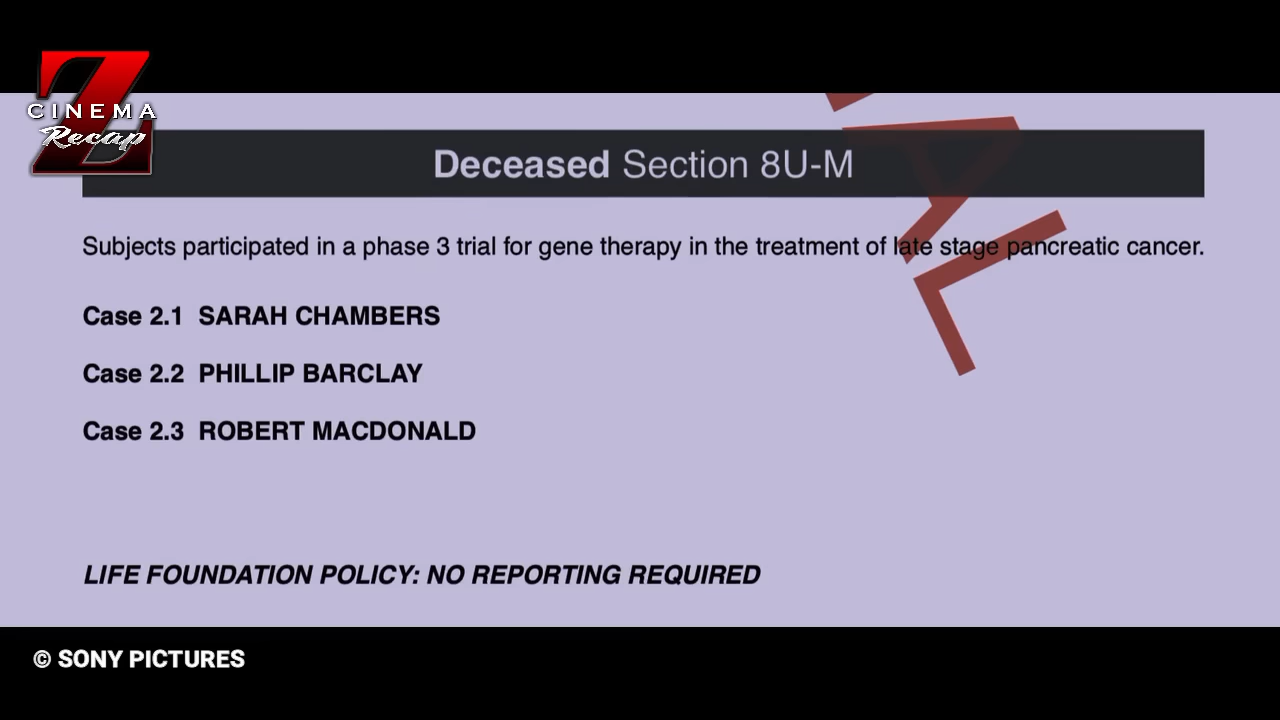 Z
CINEMA
Recap
Deceased Section 8U-M
Subjects participated in a phase 3 trial for gene therapy in the treatment of late stage pancreatic cancer.
Case 2.1 SARAH CHAMBERS
Case 2.2 PHILLIP BARCLAY
Case 2.3 ROBERT MACDONALD
LIFE FOUNDATION POLICY: NO REPORTING REQUIRED
© SONY PICTURES